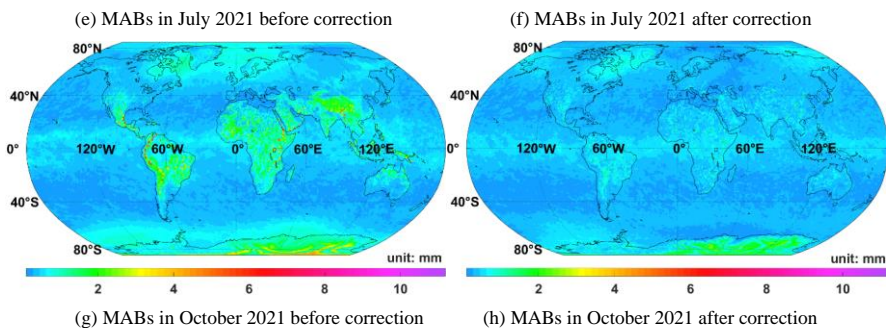 (e) MABs in July 2021 before correction
(f) MABs in July 2021 after correction
80°N
40°N
0°
120°W
60°W
0°
60°E
120°E
40°S
80°S
unit: mm
2
4
6
8
10
80°N
40°N
0°
120°W
60°W
0°
60°E
120°E
40°S
80°S
unit: mm
2
4
6
8
10
(g) MABs in October 2021 before correction
(h) MABs in October 2021 after correction